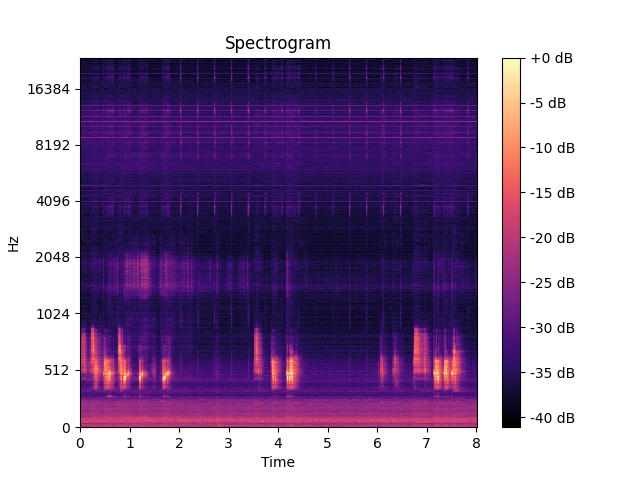 Spectrogram
Hz
16384
8192
4096
2048
1024
512
0
0 1 2 3 4 5 6 7 8
Time
+0 dB
-5 dB
-10 dB
-15 dB
-20 dB
-25 dB
-30 dB
-35 dB
-40 dB